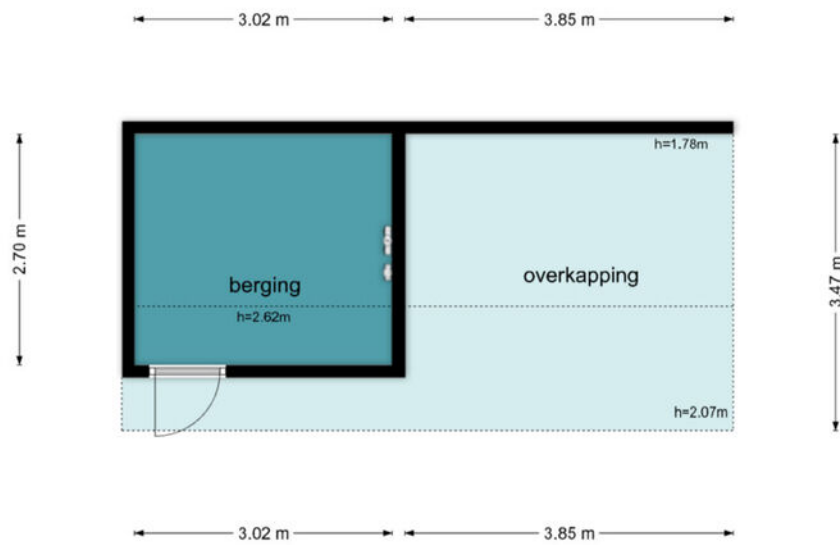 3.02 m
3.85 m
h=1.78m
2.70 m
berging
overkapping
3.47 m
h=2.62m
h=2.07m
3.02 m
3.85 m